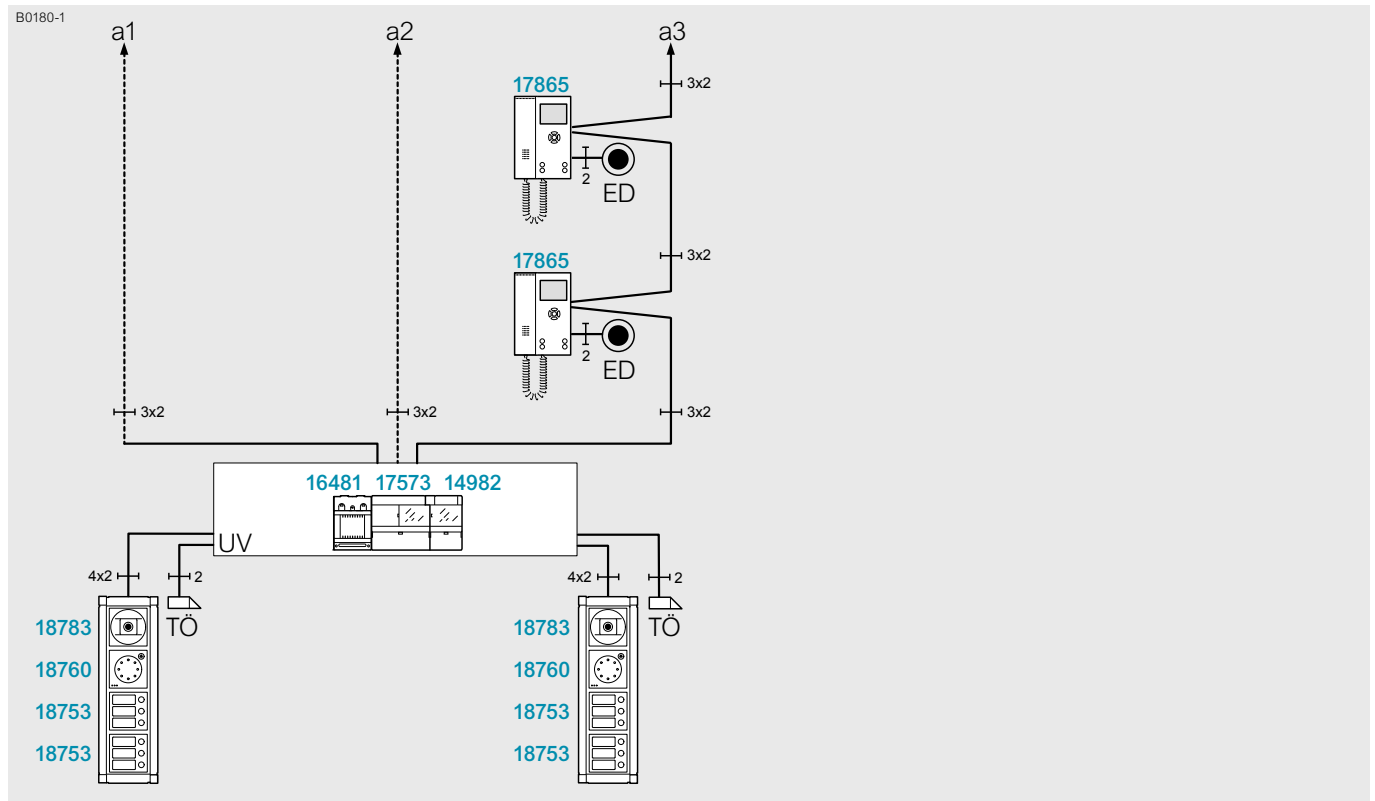 B0180-1
a1 a2 a3
3x2
17865
2
ED
3x2
17865
2
ED
3x2 3x2 3x2
16481 17573 14982
UV
4x2 2 4x2 2
18783 TÖ 18783 TÖ
18760 18760
18753 18753
18753 18753